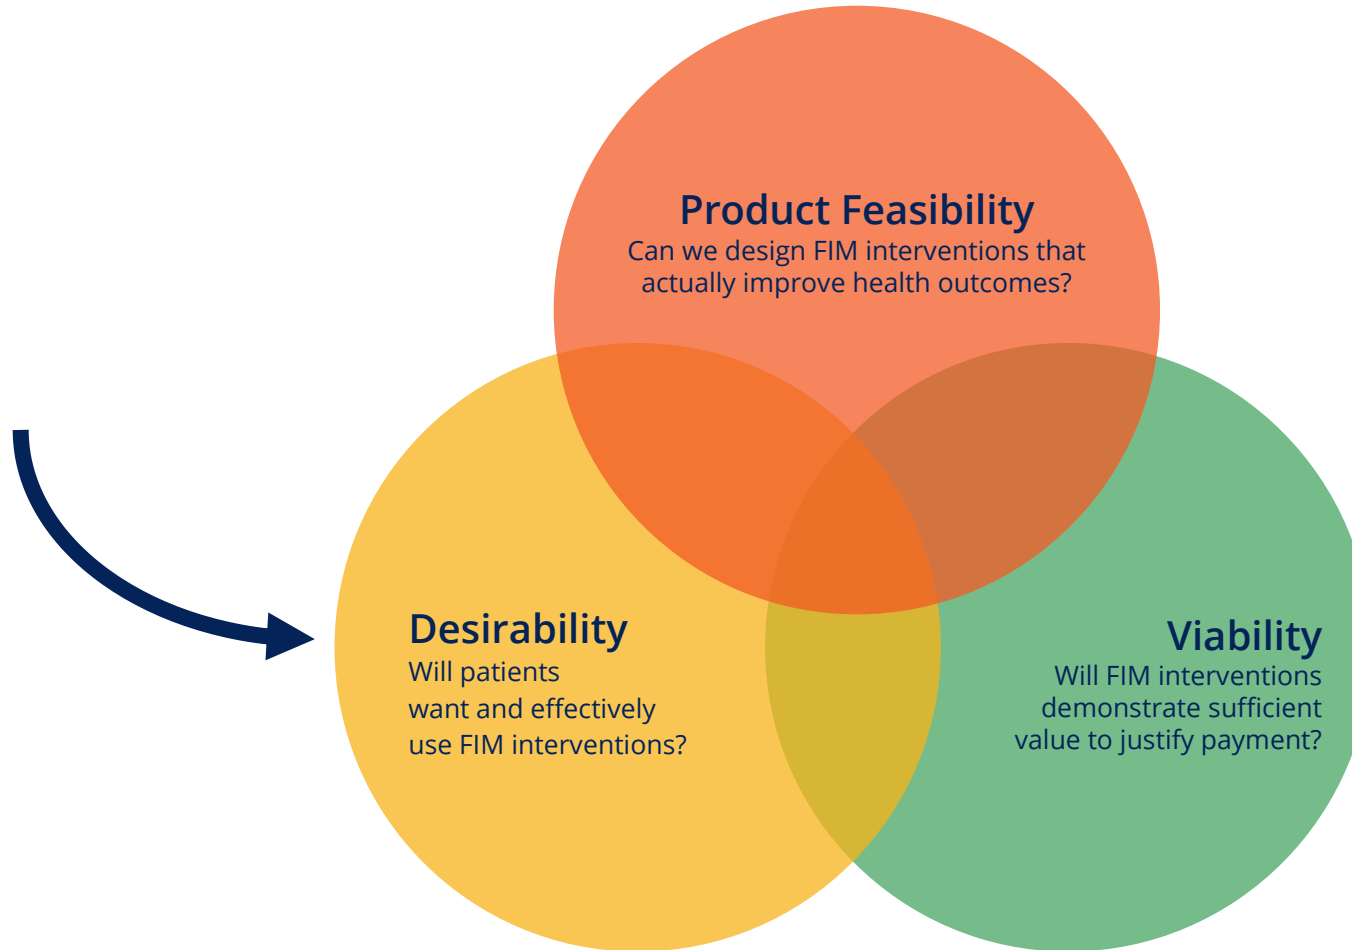 Product Feasibility
Can we design FIM interventions that
actually improve health outcomes?
Desirability
Will patients
want and effectively
use FIM interventions?
Viability
Will FIM interventions
demonstrate sufficient
value to justify payment?